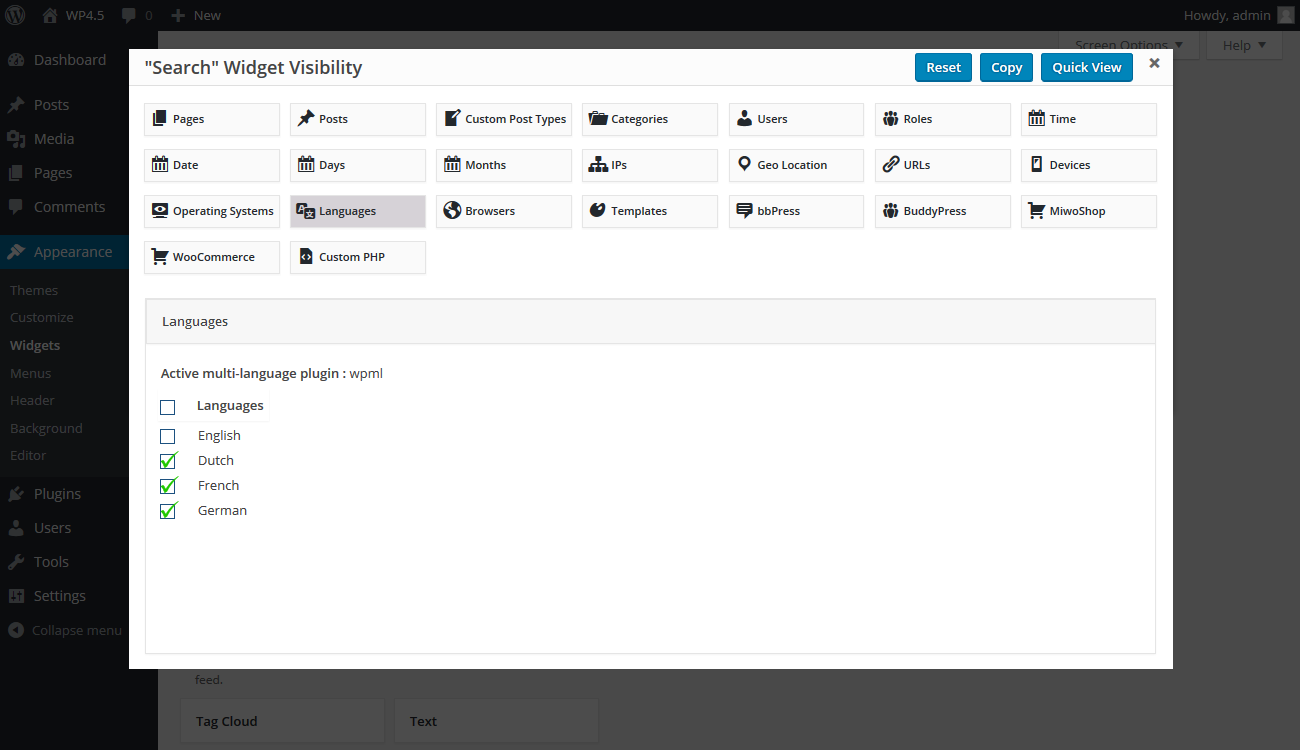 WP4.5 0 New Howdy, admin
Screen Options Help
Dashboard
Posts
Media
Pages
Comments
Appearance
Themes
Customize
Widgets
Menus
Header
Background
Editor
Plugins
Users
Tools
Settings
Collapse menu
"Search" Widget Visibility Reset Copy Quick View ×
Pages Posts Custom Post Types Categories Users Roles Time
Date Days Months IPs Geo Location URLs Devices
Operating Systems Languages Browsers Templates bbPress BuddyPress MiwoShop
WooCommerce Custom PHP
Languages
Active multi-language plugin : wpml
Languages
English
Dutch
French
German
feed.
Tag Cloud Text